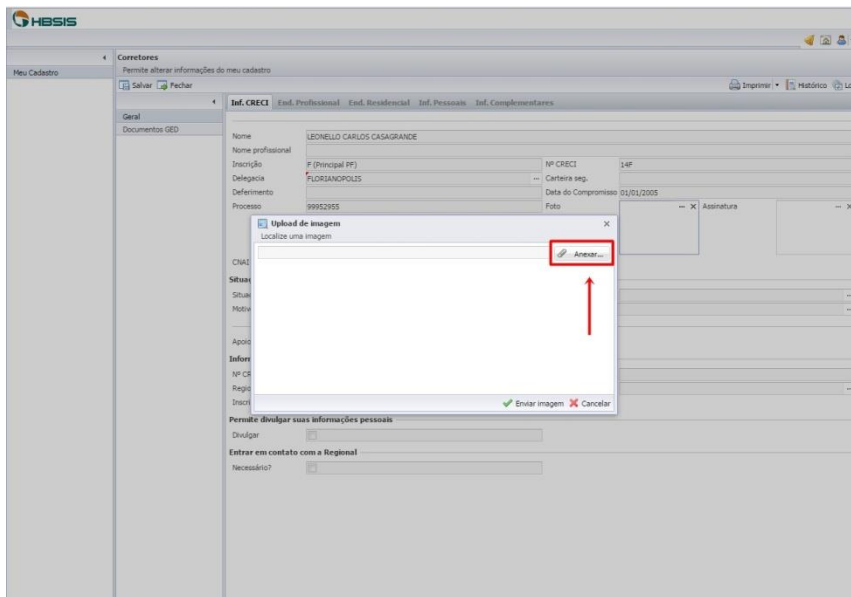 HBSIS
Corretores
Meu Cadastro
Permite alterar informações do meu cadastro
Salvar Fechar
Imprimir Histórico
Inf. CRECI End. Profissional End. Residencial Inf. Pessoais Inf. Complementares
Geral
Documentos GED
Nome LEONELLO CARLOS CASAGRANDE
Nome profissional
Inscrição F (Principal PF) Nº CRECI 14F
Delegacia FLORIANOPOLIS Carteira seg.
Deferimento Data do Compromisso 01/01/2005
Processo 99952955 Foto Assinatura
Upload de imagem
Localize uma imagem
Anexar...
CNAI
Apoio
Enviar imagem Cancelar
Permite divulgar suas informações pessoais
Divulgar
Entrar em contato com a Regional
Necessário?